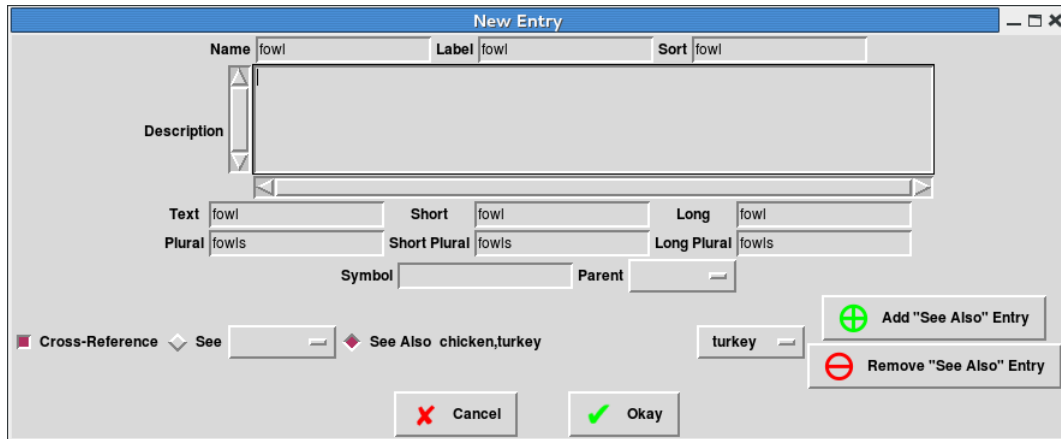 New Entry
Name fowl Label fowl Sort fowl
Description
Text fowl Short fowl Long fowl
Plural fowls Short Plural fowls Long Plural fowls
Symbol Parent
Add "See Also" Entry
Cross-Reference See See Also chicken,turkey turkey
Remove "See Also" Entry
Cancel Okay